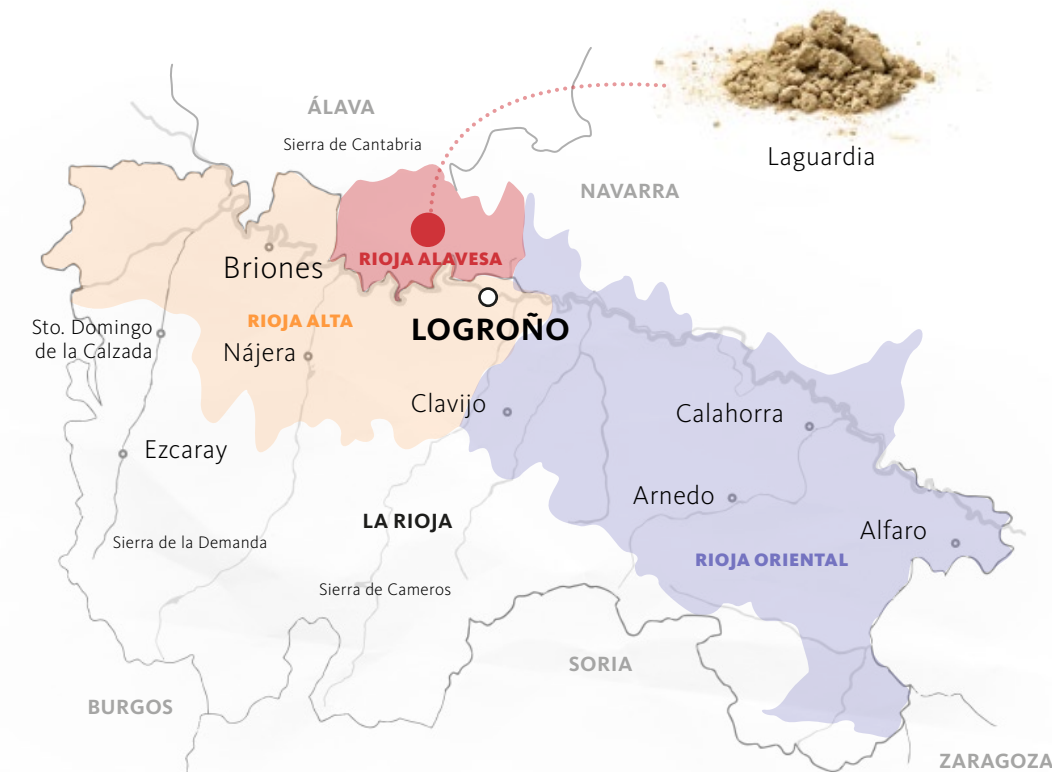 ÁLAVA
Sierra de Cantabria
Laguardia
NAVARRA
RIOJA ALAVESA
Briones
RIOJA ALTA
LOGROÑO
Sto. Domingo
de la Calzada
Nájera
Clavijo
Calahorra
Ezcaray
Arnedo
LA RIOJA
Alfaro
Sierra de la Demanda
RIOJA ORIENTAL
Sierra de Cameros
SORIA
BURGOS
ZARAGOZA